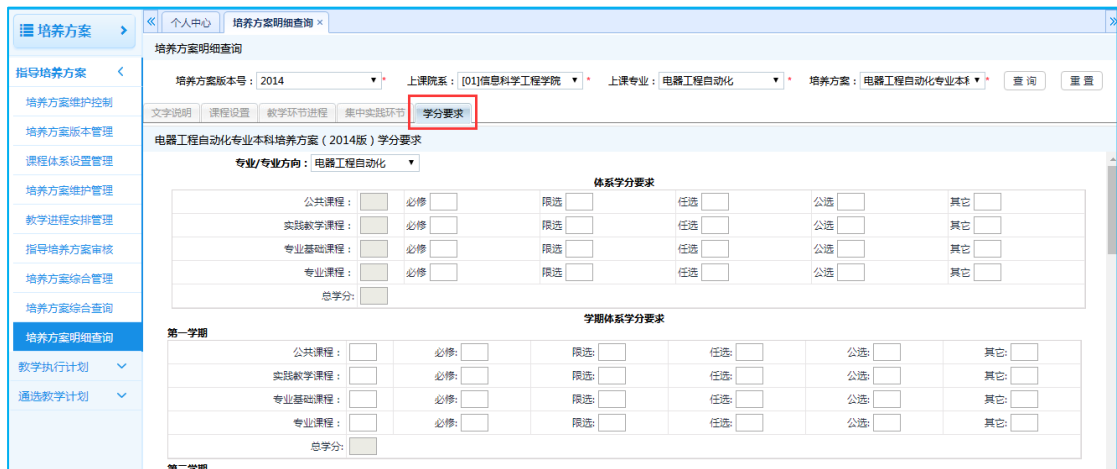 培养方案
个人中心 培养方案明细查询
培养方案明细查询
指导培养方案
培养方案维护控制
培养方案版本管理
课程体系设置管理
培养方案维护管理
教学进程安排管理
指导培养方案审核
培养方案综合管理
培养方案综合查询
培养方案明细查询
教学执行计划
通选教学计划
培养方案版本号：2014 * 上课院系：[01]信息科学工程学院 * 上课专业：电器工程自动化 * 培养方案：电器工程自动化专业本科 * 查询 重置
文字说明 课程设置 教学环节进程 集中实践环节 学分要求
电器工程自动化专业本科培养方案（2014版）学分要求
专业/专业方向：电器工程自动化
体系学分要求
公共课程： 必修 限选 任选 公选 其它
实践教学课程： 必修 限选 任选 公选 其它
专业基础课程： 必修 限选 任选 公选 其它
专业课程： 必修 限选 任选 公选 其它
总学分:
学期体系学分要求
第一学期
公共课程： 必修: 限选: 任选: 公选: 其它:
实践教学课程： 必修: 限选: 任选: 公选: 其它:
专业基础课程： 必修: 限选: 任选: 公选: 其它:
专业课程： 必修: 限选: 任选: 公选: 其它:
总学分:
第二学期